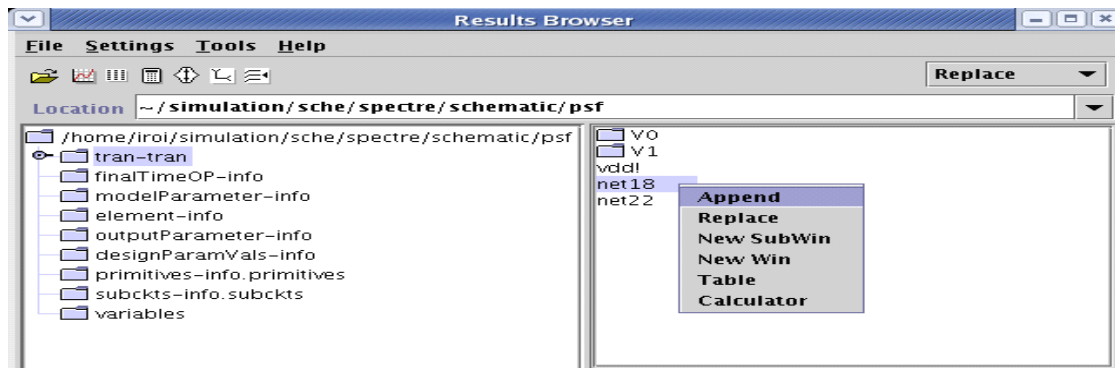 Results Browser
File Settings Tools Help
Replace
Location ~/simulation/sche/spectre/schematic/psf
/home/iroi/simulation/sche/spectre/schematic/psf
tran-tran
finalTimeOP-info
modelParameter-info
element-info
outputParameter-info
designParamVals-info
primitives-info.primitives
subckts-info.subckts
variables
V0
V1
vdd!
net18
net22
Append
Replace
New SubWin
New Win
Table
Calculator